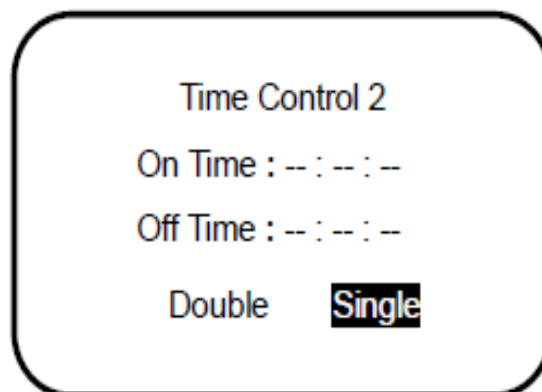 Time Control 2
On Time : -- : -- : --
Off Time : -- : -- : --
Double Single